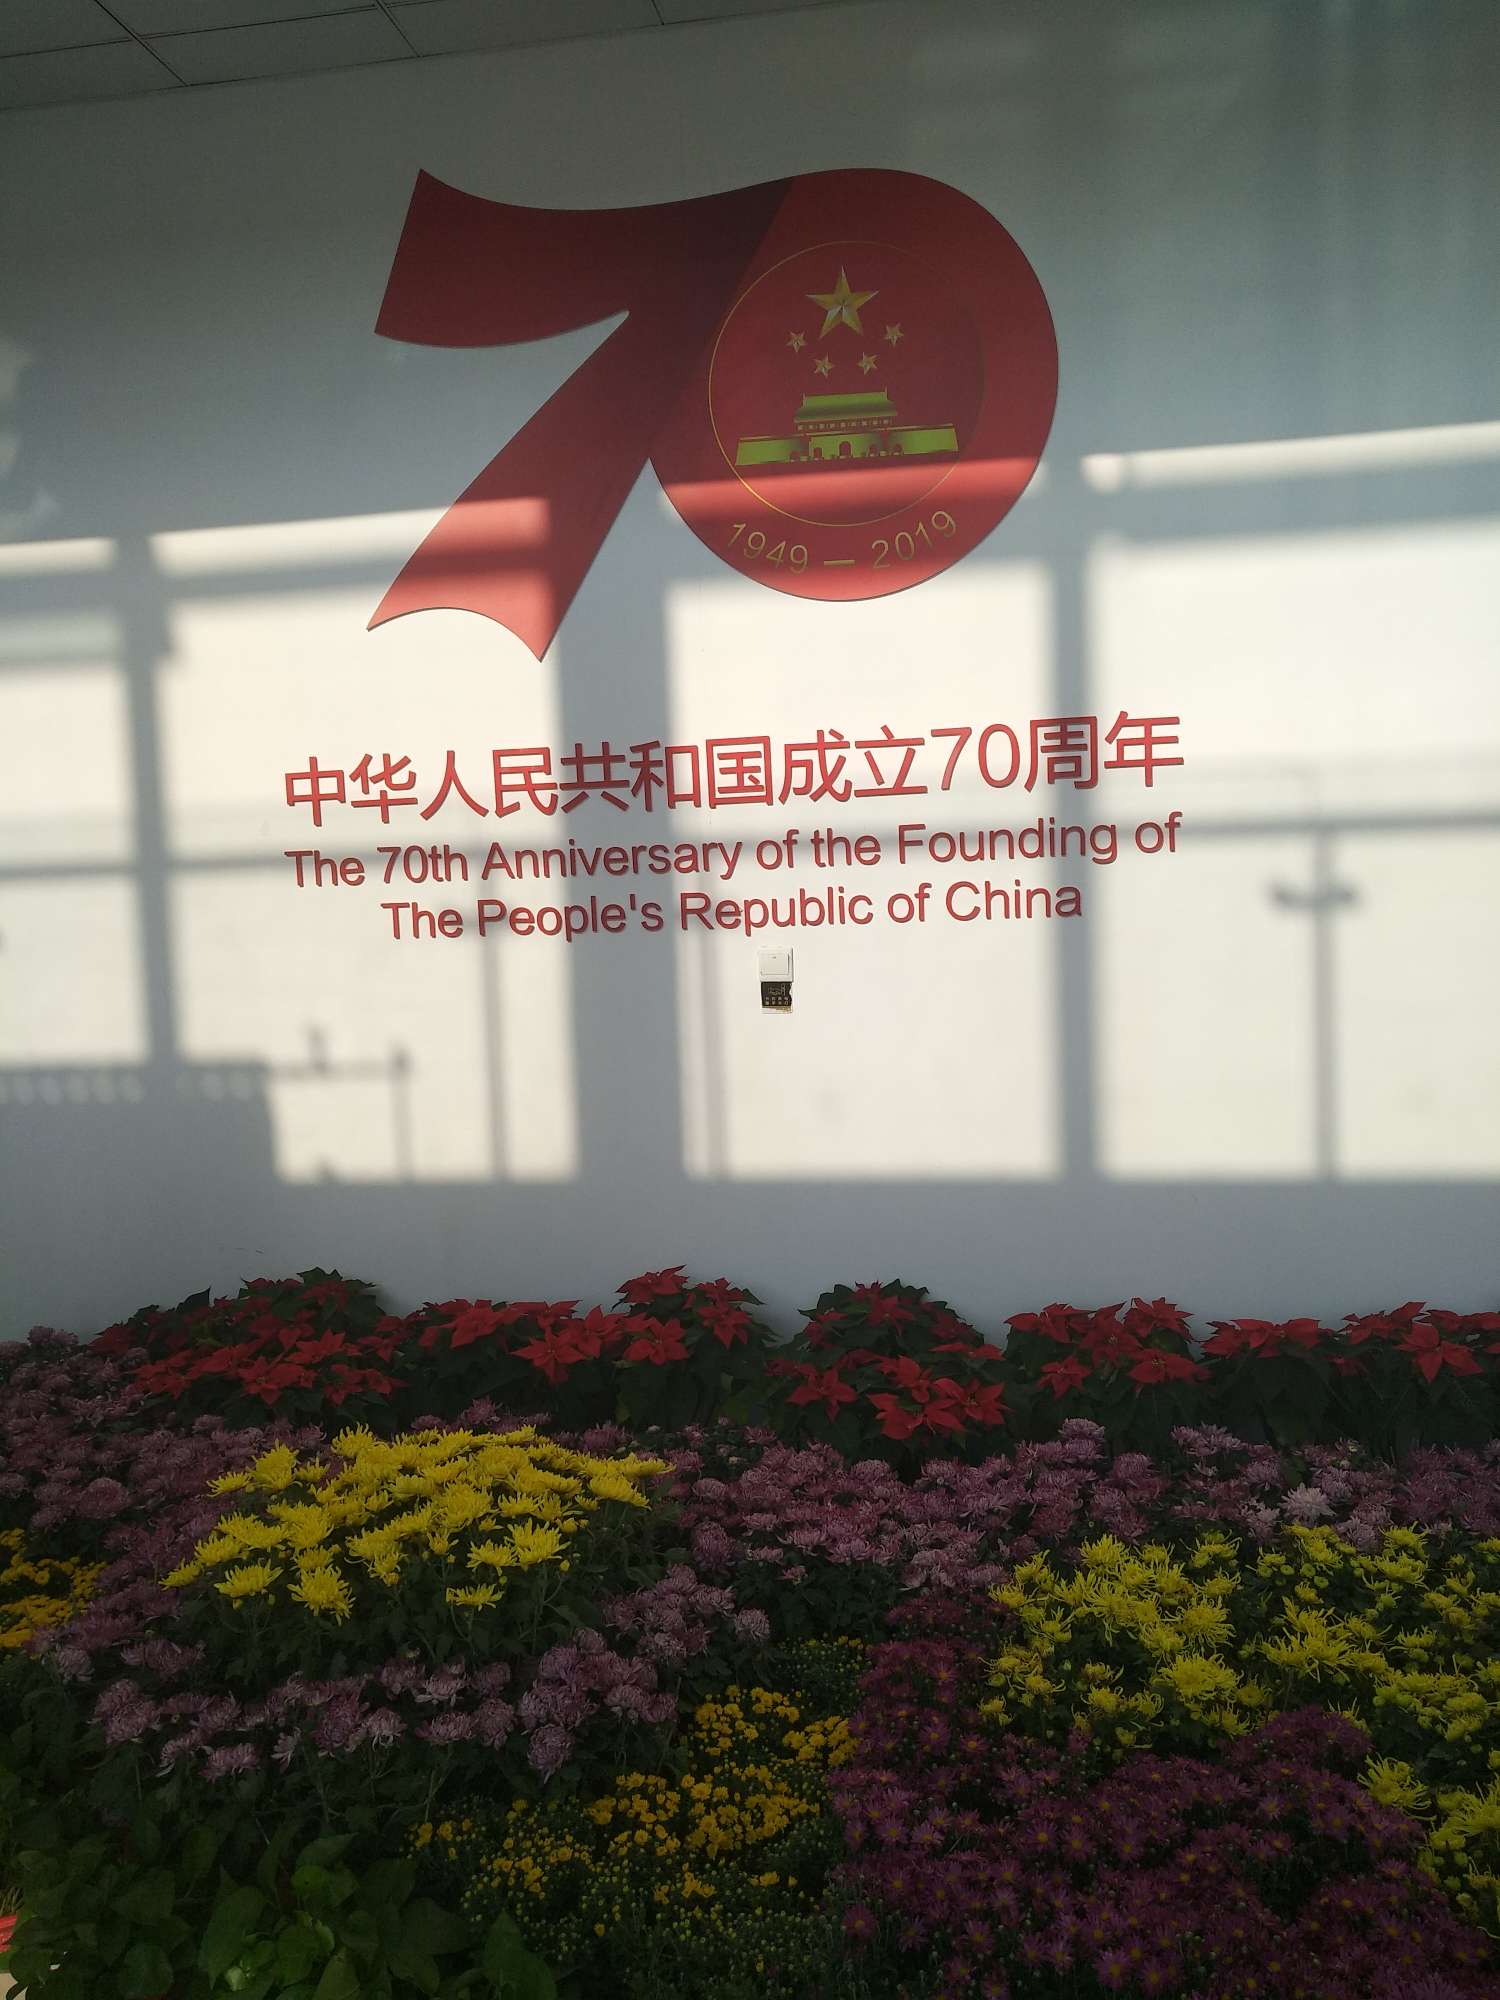 70
1949 — 2019
中华人民共和国成立70周年
The 70th Anniversary of the Founding of
The People's Republic of China